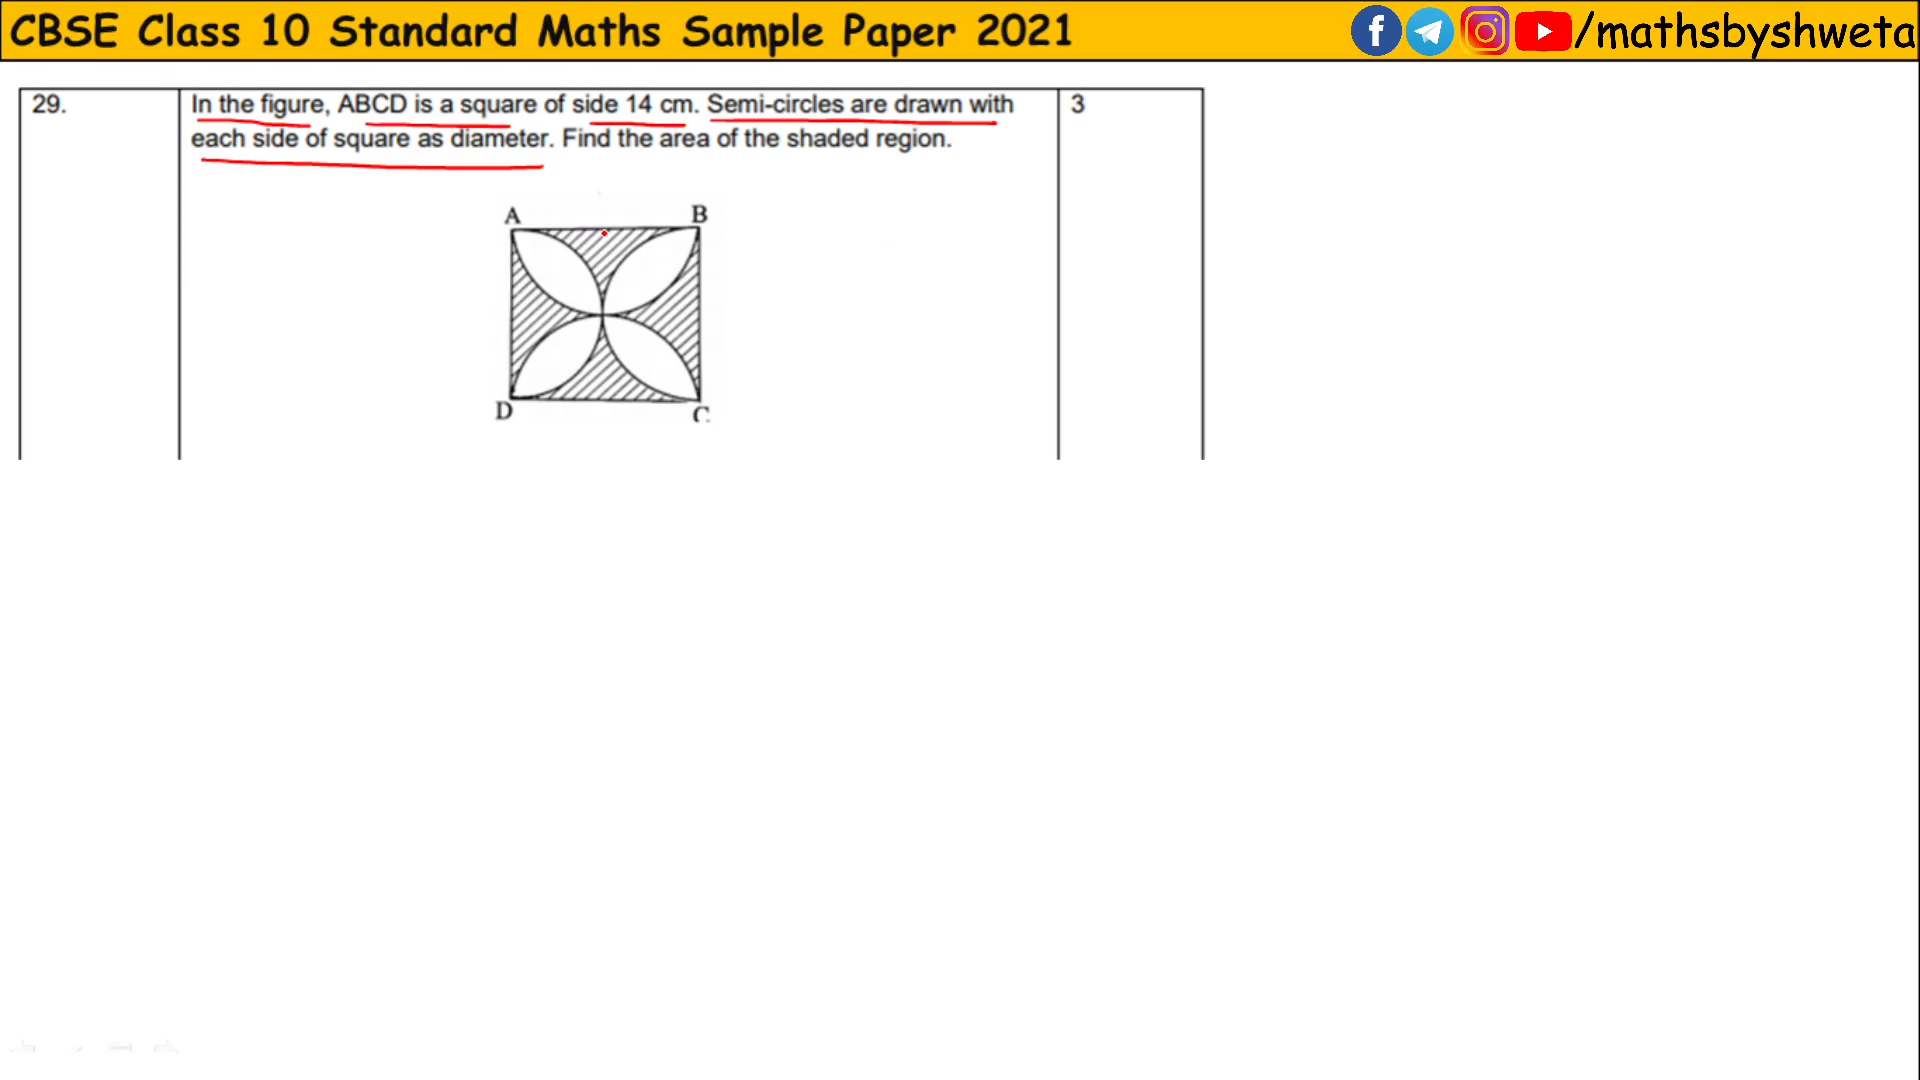 CBSE Class 10 Standard Maths Sample Paper 2021
/mathsbyshweta
29.
In the figure, ABCD is a square of side 14 cm. Semi-circles are drawn with
each side of square as diameter. Find the area of the shaded region.
3
A
B
D
C